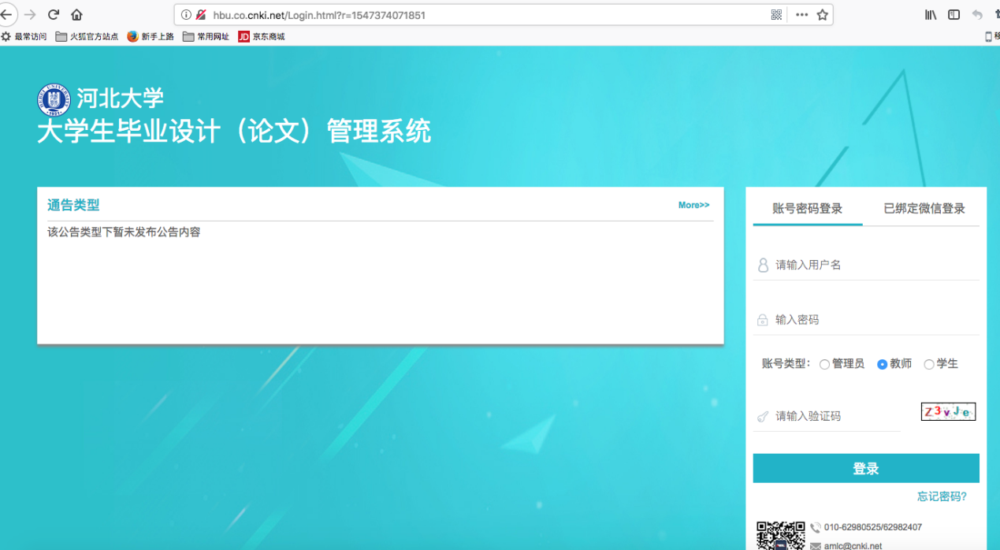 hbu.co.cnki.net/Login.html?r=1547374071851
最常访问 火狐官方站点 新手上路 常用网址 JD 京东商城
河北大学
大学生毕业设计（论文）管理系统
通告类型 More>>
该公告类型下暂未发布公告内容
账号密码登录 已绑定微信登录
请输入用户名
输入密码
账号类型： 管理员 教师 学生
请输入验证码 Z3vJe
登录
忘记密码?
010-62980525/62982407
amlc@cnki.net